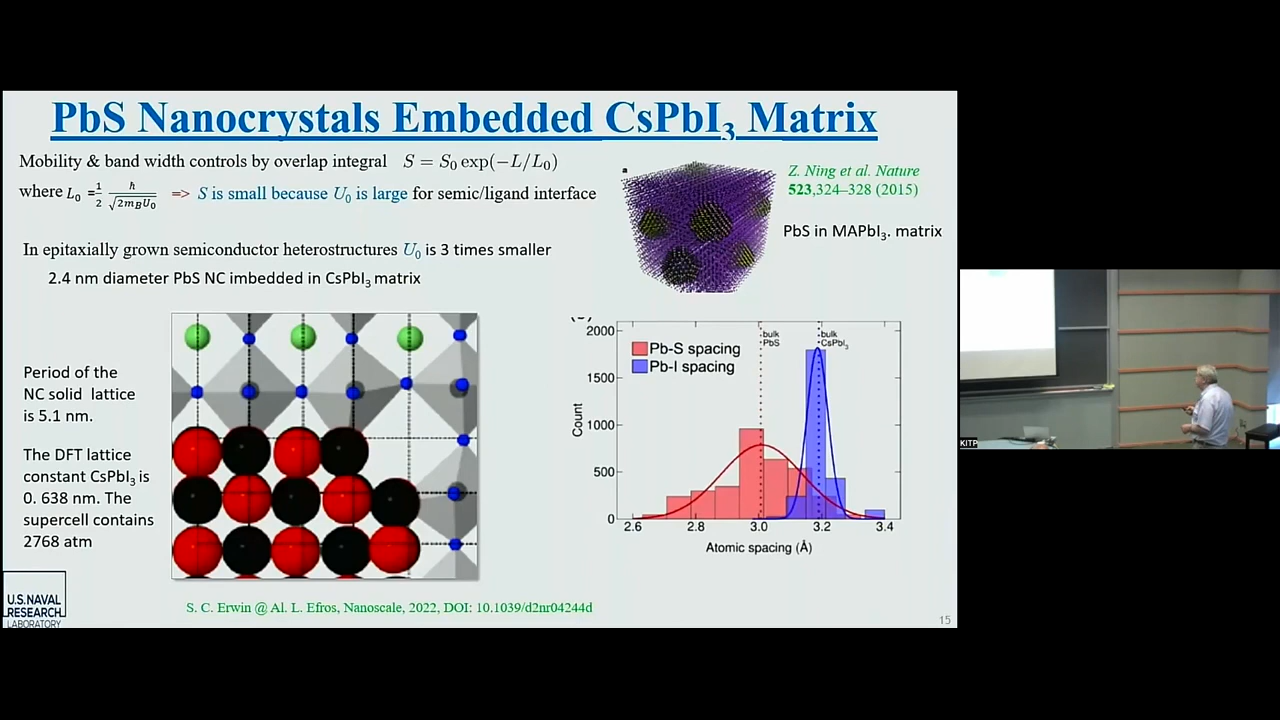 PbS Nanocrystals Embedded CsPbI₃ Matrix
Mobility & band width controls by overlap integral S = S₀ exp(−L/L₀)
where L₀ =½ ħ/√(2m_BU₀) => S is small because U₀ is large for semic/ligand interface
In epitaxially grown semiconductor heterostructures U₀ is 3 times smaller
2.4 nm diameter PbS NC imbedded in CsPbI₃ matrix
a
Z. Ning et al. Nature
523,324–328 (2015)
PbS in MAPbI₃. matrix
Period of the
NC solid lattice
is 5.1 nm.
The DFT lattice
constant CsPbI₃ is
0. 638 nm. The
supercell contains
2768 atm
2000
1500
1000
500
0
Count
Pb-S spacing
Pb-I spacing
bulk
PbS
bulk
CsPbI₃
2.6 2.8 3.0 3.2 3.4
Atomic spacing (Å)
U.S. NAVAL
RESEARCH
LABORATORY
S. C. Erwin @ Al. L. Efros, Nanoscale, 2022, DOI: 10.1039/d2nr04244d
15
KITP